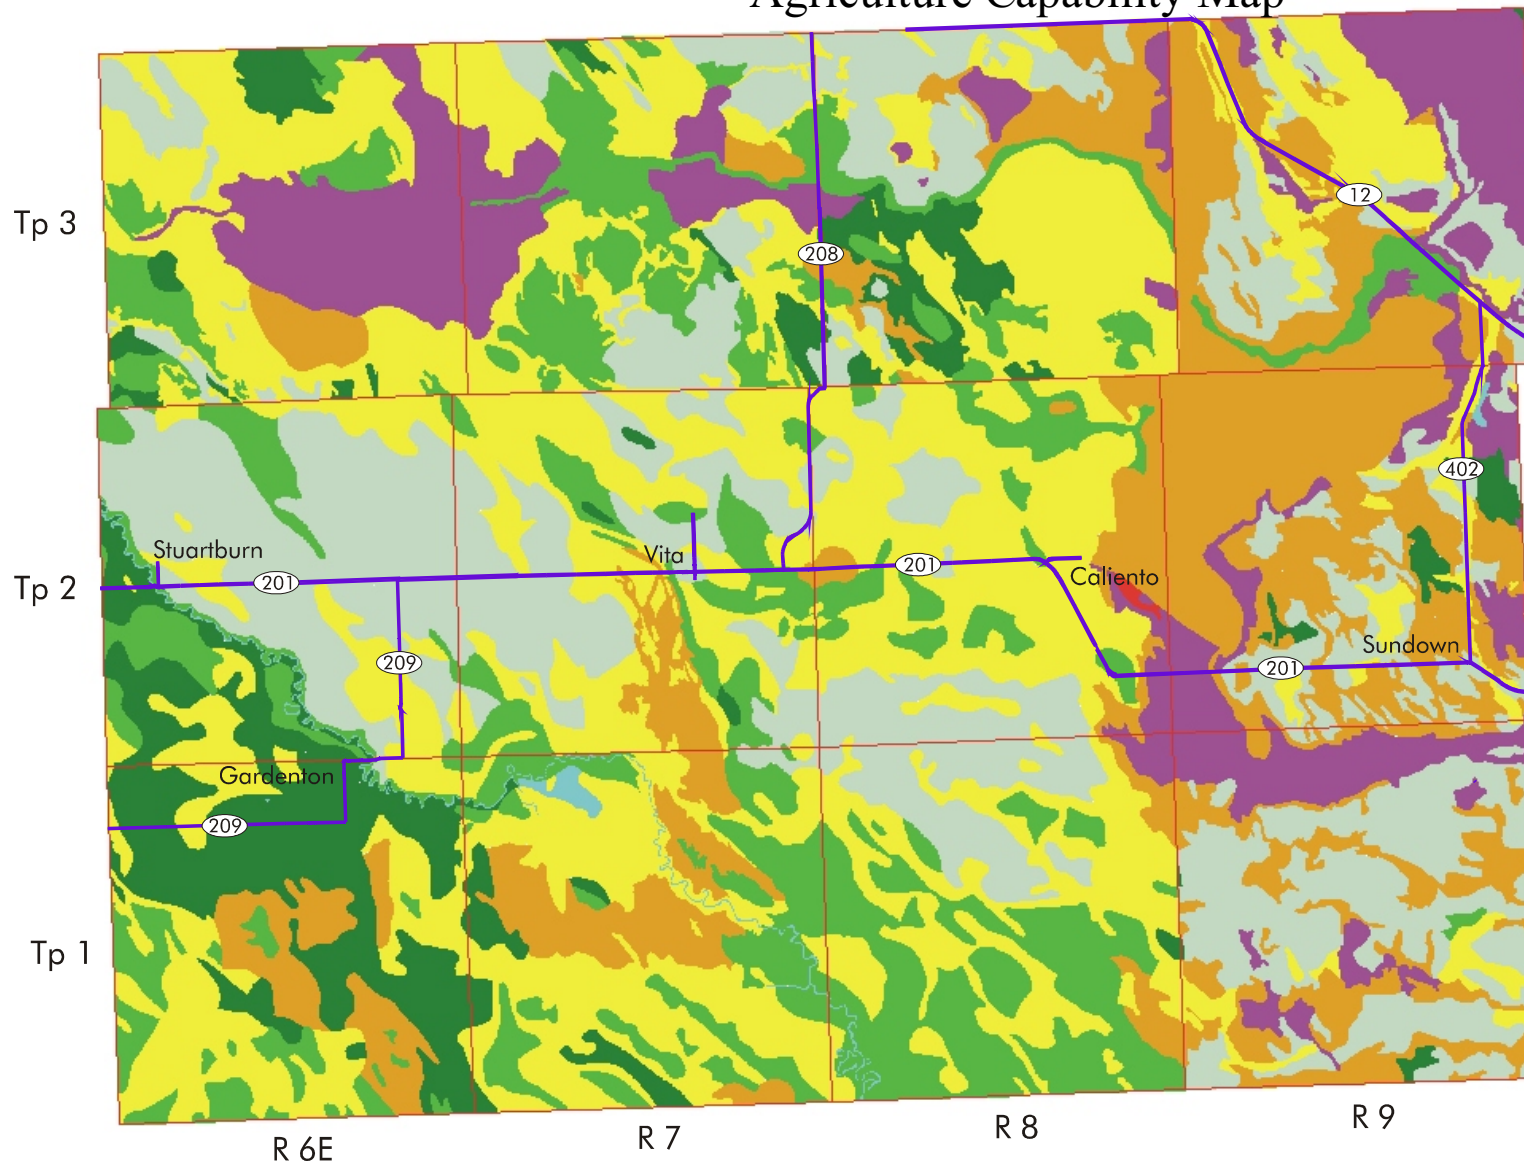 Agriculture Capability Map
12
Tp 3
208
402
Stuartburn
Vita
201
201
Caliento
Tp 2
Sundown
209
201
Gardenton
209
Tp 1
R 6E
R 7
R 8
R 9